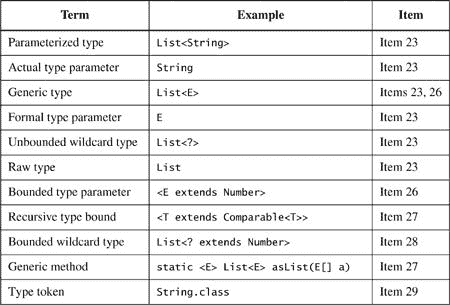 Term Example Item
Parameterized type List<String> Item 23
Actual type parameter String Item 23
Generic type List<E> Items 23, 26
Formal type parameter E Item 23
Unbounded wildcard type List<?> Item 23
Raw type List Item 23
Bounded type parameter <E extends Number> Item 26
Recursive type bound <T extends Comparable<T>> Item 27
Bounded wildcard type List<? extends Number> Item 28
Generic method static <E> List<E> asList(E[] a) Item 27
Type token String.class Item 29